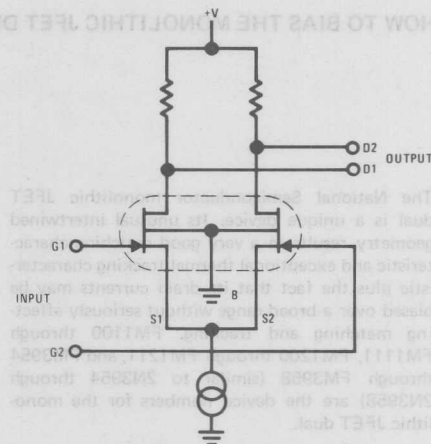 HOW TO BIAS THE MONOLITHIC JFET
+V
D2
D1
OUTPUT
The National Semiconductor monolithic JFET
dual is a unique device. Its unusual intertwined
geometry results in a very good matching charac-
teristic and exceptional thermal tracking character-
istic plus the fact that its drain currents may be
biased over a broad range without seriously affect-
ing matching and tracking. FM1100 through
FM1111, FM1200 through FM1211, and FM3954
through FM3958 (similar to 2N3954 through
2N3958) are the device numbers for the mono-
lithic JFET dual.
G1
B
S1
S2
INPUT
G2